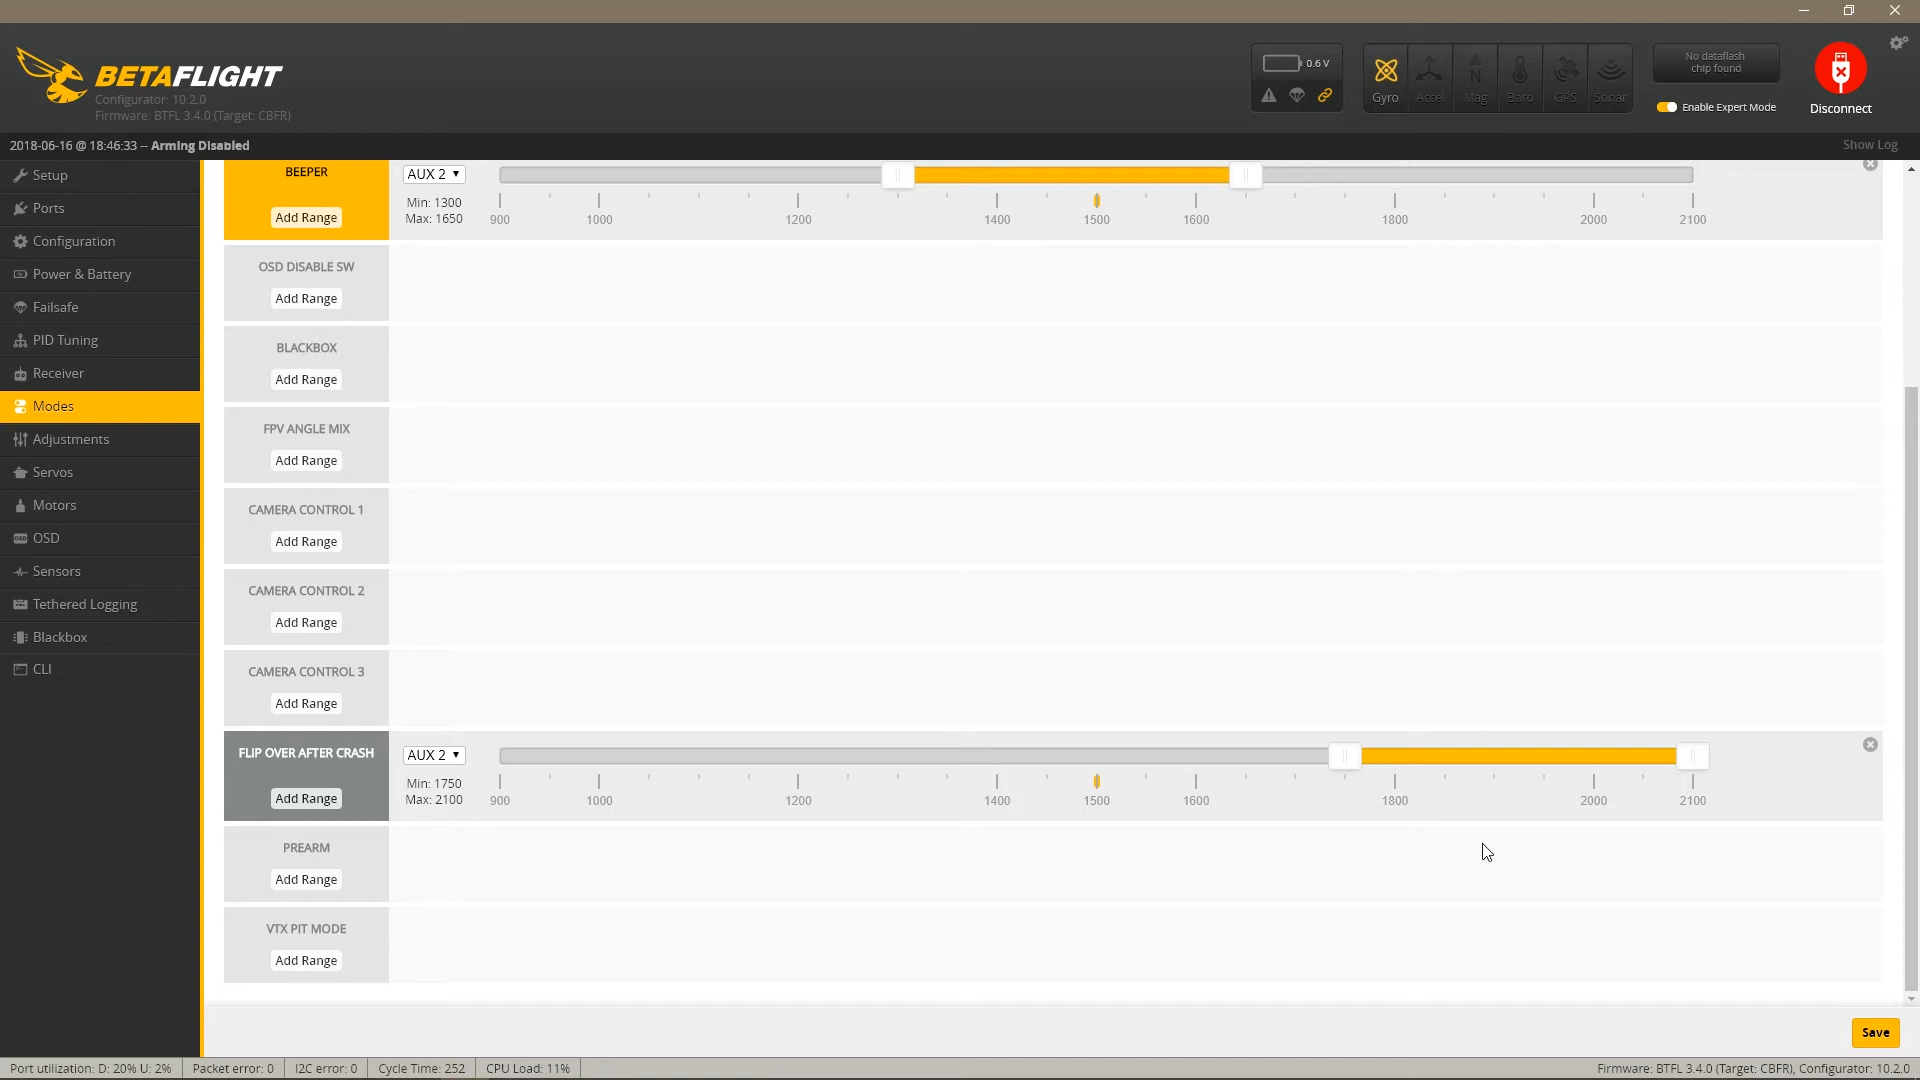 BETAFLIGHT
Configurator: 10.2.0
Firmware: BTFL 3.4.0 (Target: CBFR)
0.6 V
Gyro
Accel
Mag
Baro
GPS
Sonar
No dataflash
chip found
Enable Expert Mode
Disconnect
2018-06-16 @ 18:46:33 -- Arming Disabled
Show Log
Setup
Ports
Configuration
Power & Battery
Failsafe
PID Tuning
Receiver
Modes
Adjustments
Servos
Motors
OSD
Sensors
Tethered Logging
Blackbox
CLI
BEEPER
Add Range
AUX 2
Min: 1300
Max: 1650
900 1000 1200 1400 1500 1600 1800 2000 2100
OSD DISABLE SW
Add Range
BLACKBOX
Add Range
FPV ANGLE MIX
Add Range
CAMERA CONTROL 1
Add Range
CAMERA CONTROL 2
Add Range
CAMERA CONTROL 3
Add Range
FLIP OVER AFTER CRASH
Add Range
AUX 2
Min: 1750
Max: 2100
900 1000 1200 1400 1500 1600 1800 2000 2100
PREARM
Add Range
VTX PIT MODE
Add Range
Save
Port utilization: D: 20% U: 2% Packet error: 0 I2C error: 0 Cycle Time: 252 CPU Load: 11% Firmware: BTFL 3.4.0 (Target: CBFR), Configurator: 10.2.0